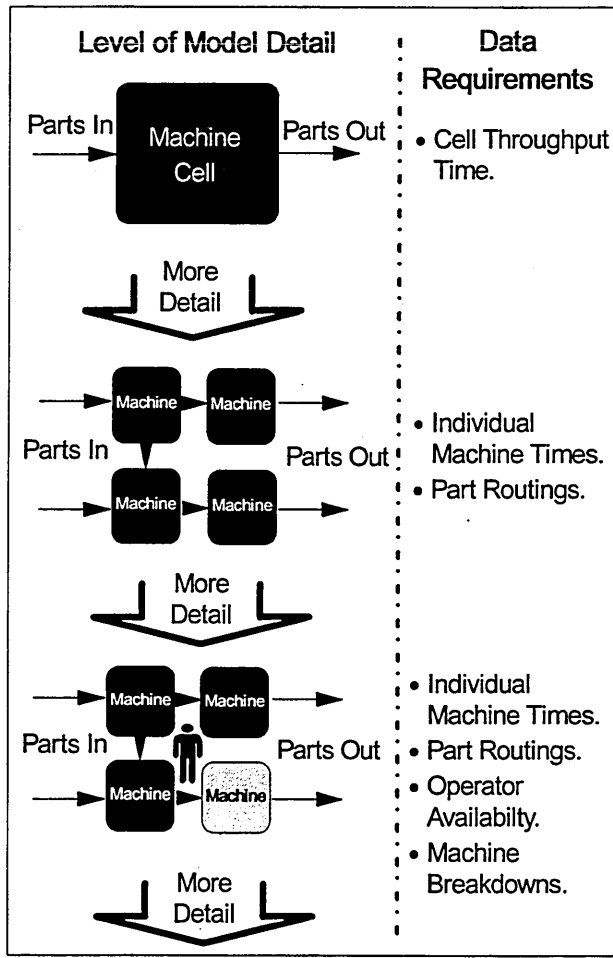 Level of Model Detail
Data
Requirements
Parts In
Machine
Cell
Parts Out
• Cell Throughput
Time.
More
Detail
Machine
Machine
Parts In
Parts Out
Machine
Machine
• Individual
Machine Times.
• Part Routings.
More
Detail
Machine
Machine
Parts In
Parts Out
Machine
Machine
• Individual
Machine Times.
• Part Routings.
• Operator
Availabilty.
• Machine
Breakdowns.
More
Detail